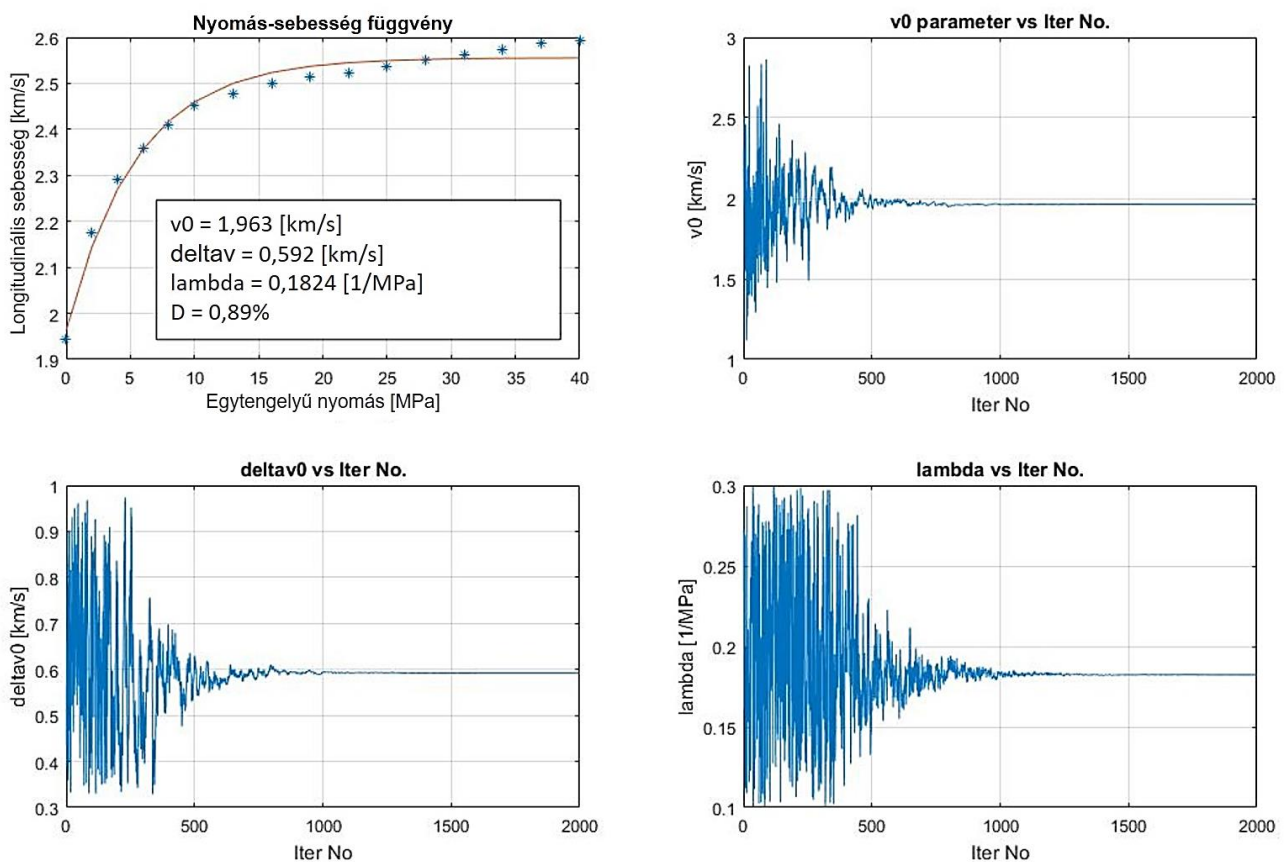 Nyomás-sebesség függvény
2.6
2.5
2.4
2.3
2.2
2.1
2
1.9
Longitudinális sebesség [km/s]
v0 = 1,963 [km/s]
deltav = 0,592 [km/s]
lambda = 0,1824 [1/MPa]
D = 0,89%
0 5 10 15 20 25 30 35 40
Egytengelyű nyomás [MPa]
v0 parameter vs Iter No.
3
2.5
2
1.5
1
v0 [km/s]
0 500 1000 1500 2000
Iter No
deltav0 vs Iter No.
1
0.9
0.8
0.7
0.6
0.5
0.4
0.3
deltav0 [km/s]
0 500 1000 1500 2000
Iter No
lambda vs Iter No.
0.3
0.25
0.2
0.15
0.1
lambda [1/MPa]
0 500 1000 1500 2000
Iter No